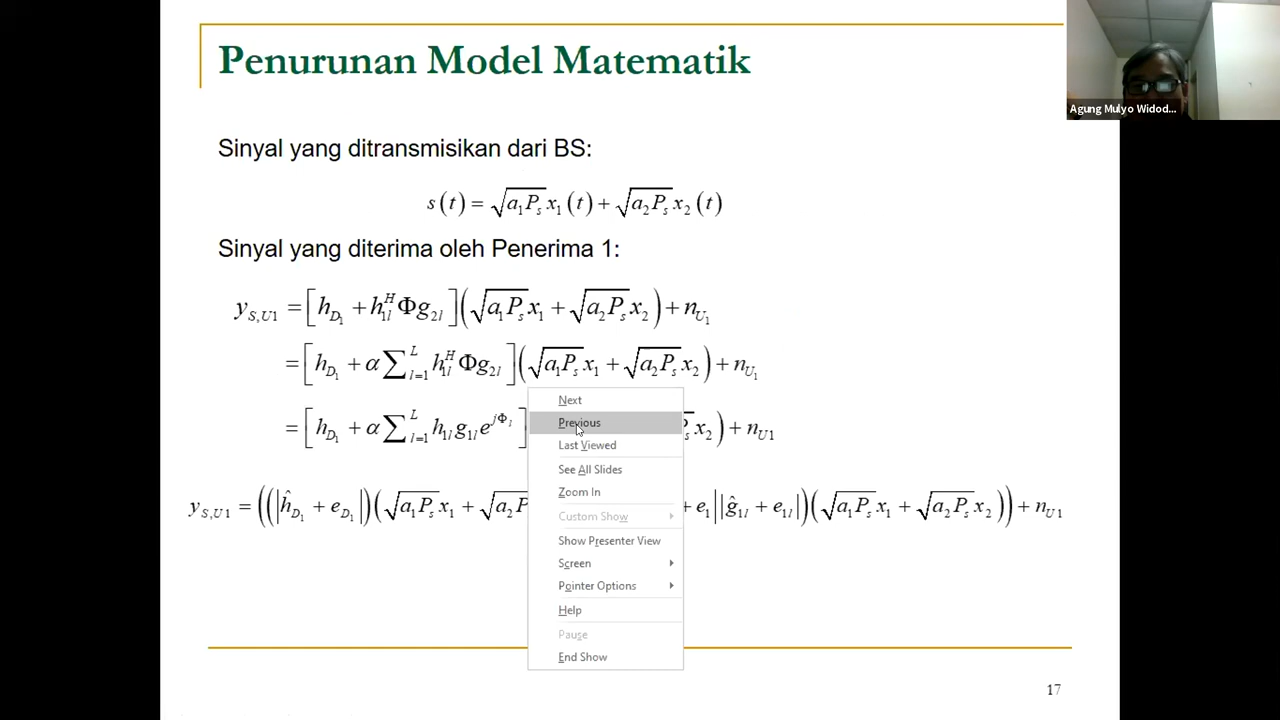 Penurunan Model Matematik
Agung Mulyo Widod...
Sinyal yang ditransmisikan dari BS:
s(t) = √(a₁Pₛ) x₁(t) + √(a₂Pₛ) x₂(t)
Sinyal yang diterima oleh Penerima 1:
y_{S,U1} = [h_{D₁} + h_{1l}^H Φ g_{2l}] (√(a₁Pₛ) x₁ + √(a₂Pₛ) x₂) + n_{U₁}
= [h_{D₁} + α ∑_{l=1}^{L} h_{1l}^H Φ g_{2l}] (√(a₁Pₛ) x₁ + √(a₂Pₛ) x₂) + n_{U₁}
= [h_{D₁} + α ∑_{l=1}^{L} h_{1l} g_{1l} e^{jΦ_l}] x₂) + n_{U1}
y_{S,U1} = ((|ĥ_{D₁} + e_{D₁}|)(√(a₁Pₛ) x₁ + √(a₂P + e₁||ĝ_{1l} + e_{1l}|)(√(a₁Pₛ) x₁ + √(a₂Pₛ) x₂)) + n_{U1}
Next
Previous
Last Viewed
See All Slides
Zoom In
Custom Show
Show Presenter View
Screen
Pointer Options
Help
Pause
End Show
17